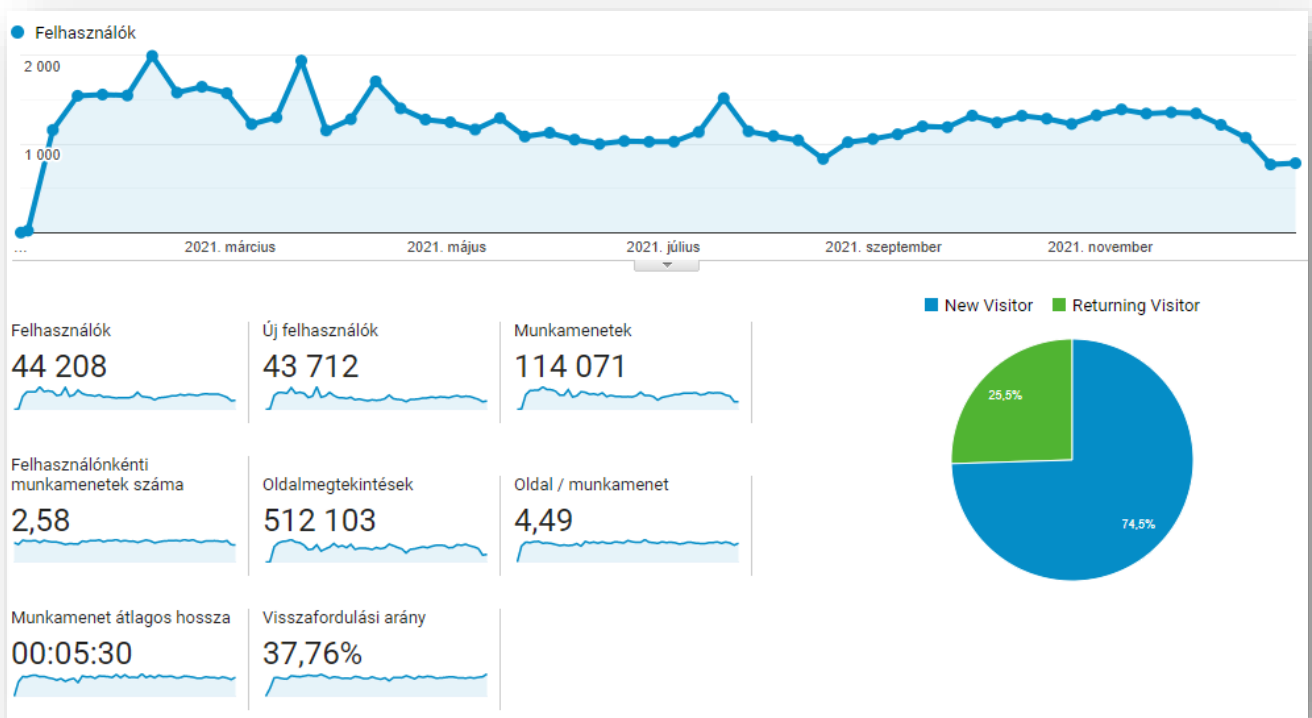 Felhasználók
2 000
1 000
...
2021. március
2021. május
2021. július
2021. szeptember
2021. november
New Visitor
Returning Visitor
Felhasználók
44 208
Új felhasználók
43 712
Munkamenetek
114 071
25,5%
74,5%
Felhasználónkénti
munkamenetek száma
2,58
Oldalmegtekintések
512 103
Oldal / munkamenet
4,49
Munkamenet átlagos hossza
00:05:30
Visszafordulási arány
37,76%